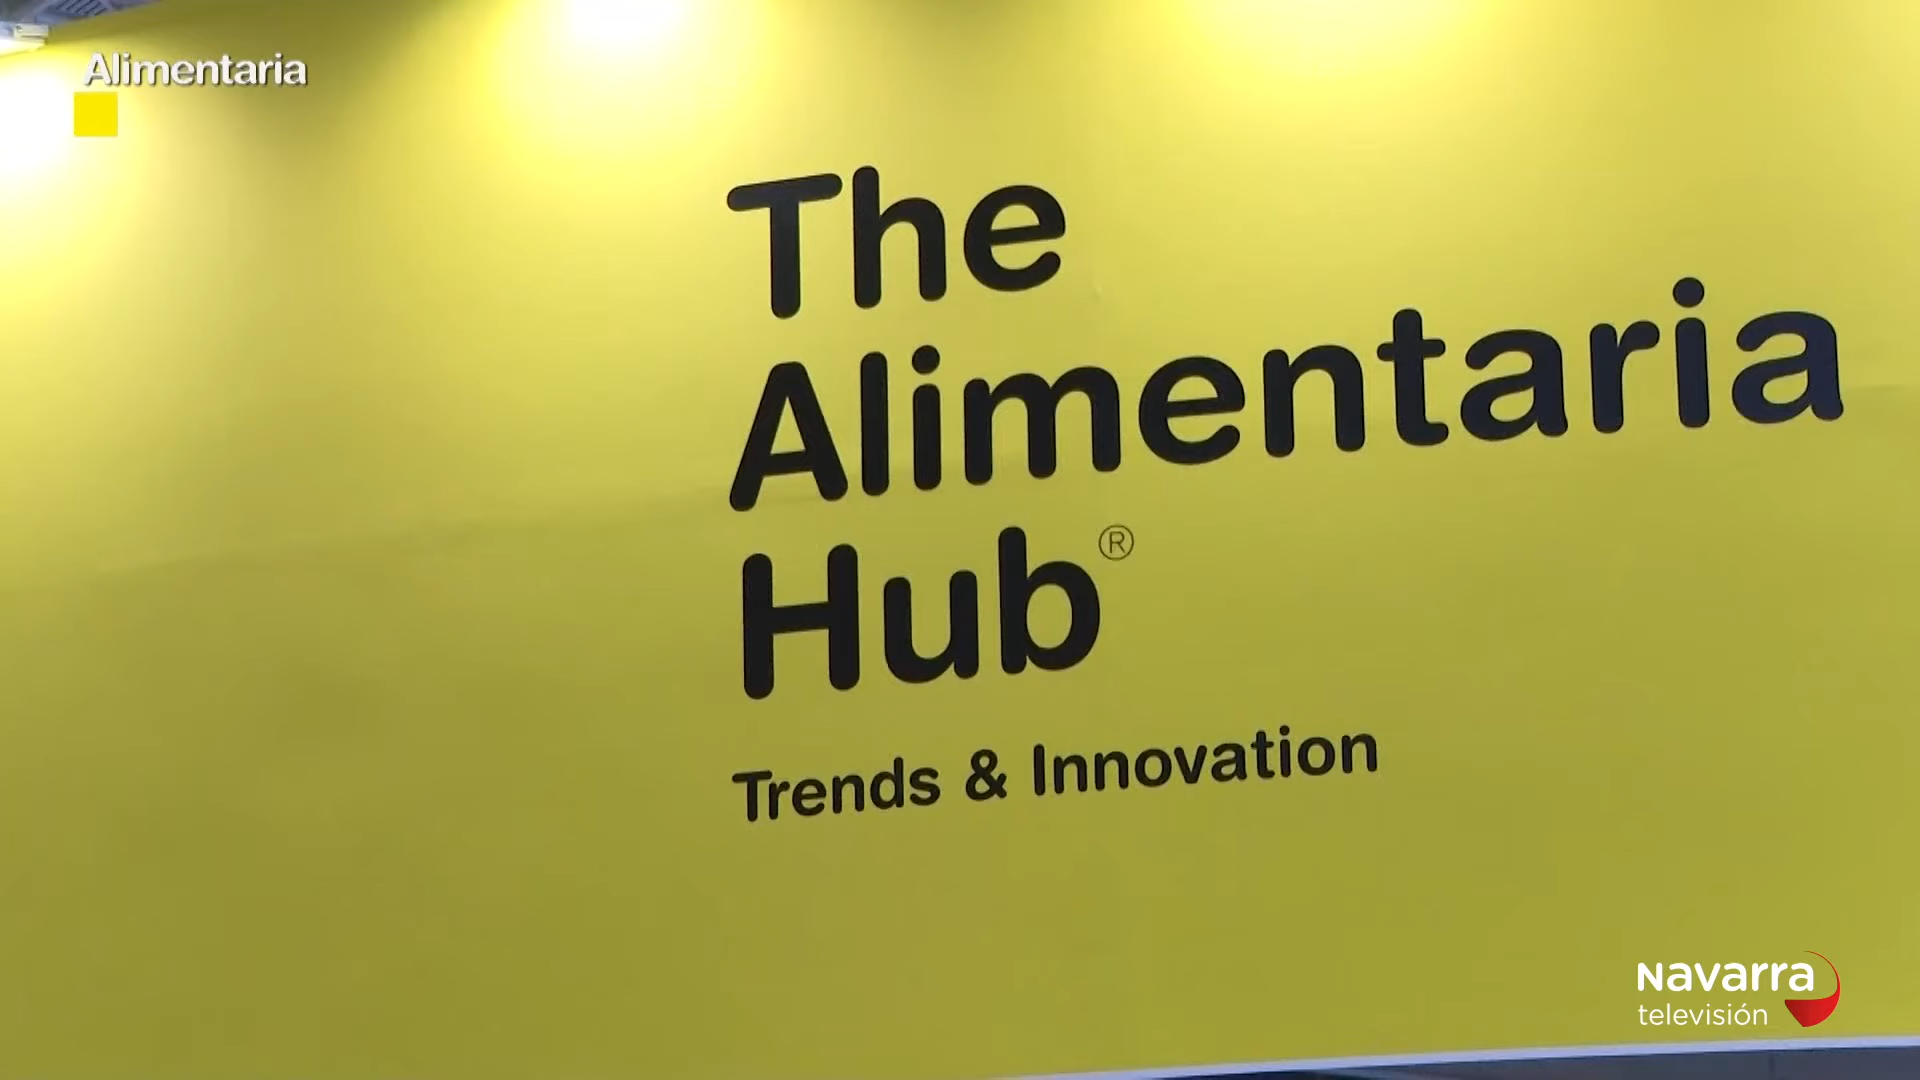 Alimentaria
The
Alimentaria
Hub®
Trends & Innovation
Navarra
televisión